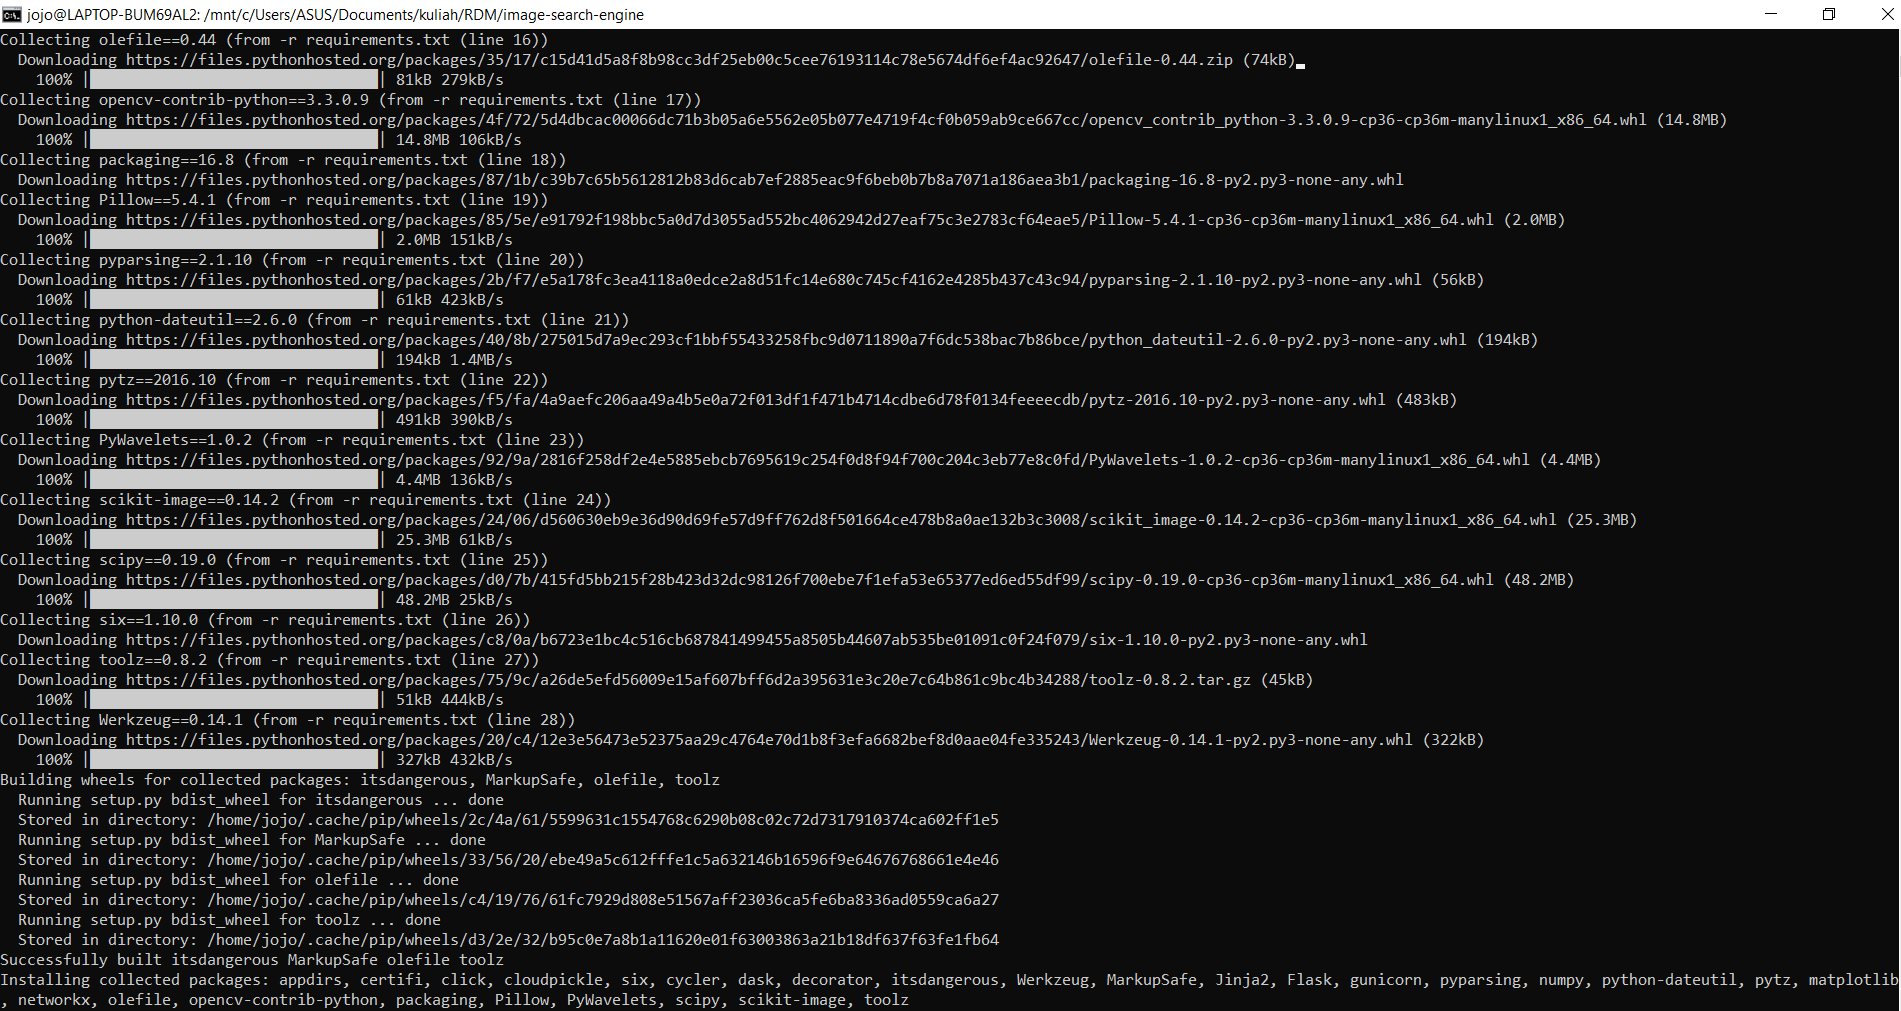 jojo@LAPTOP-BUM69AL2: /mnt/c/Users/ASUS/Documents/kuliah/RDM/image-search-engine
Collecting olefile==0.44 (from -r requirements.txt (line 16))
  Downloading https://files.pythonhosted.org/packages/35/17/c15d41d5a8f8b98cc3df25eb00c5cee76193114c78e5674df6ef4ac92647/olefile-0.44.zip (74kB)
    100% |████████████████████████████████| 81kB 279kB/s
Collecting opencv-contrib-python==3.3.0.9 (from -r requirements.txt (line 17))
  Downloading https://files.pythonhosted.org/packages/4f/72/5d4dbcac00066dc71b3b05a6e5562e05b077e4719f4cf0b059ab9ce667cc/opencv_contrib_python-3.3.0.9-cp36-cp36m-manylinux1_x86_64.whl (14.8MB)
    100% |████████████████████████████████| 14.8MB 106kB/s
Collecting packaging==16.8 (from -r requirements.txt (line 18))
  Downloading https://files.pythonhosted.org/packages/87/1b/c39b7c65b5612812b83d6cab7ef2885eac9f6beb0b7b8a7071a186aea3b1/packaging-16.8-py2.py3-none-any.whl
Collecting Pillow==5.4.1 (from -r requirements.txt (line 19))
  Downloading https://files.pythonhosted.org/packages/85/5e/e91792f198bbc5a0d7d3055ad552bc4062942d27eaf75c3e2783cf64eae5/Pillow-5.4.1-cp36-cp36m-manylinux1_x86_64.whl (2.0MB)
    100% |████████████████████████████████| 2.0MB 151kB/s
Collecting pyparsing==2.1.10 (from -r requirements.txt (line 20))
  Downloading https://files.pythonhosted.org/packages/2b/f7/e5a178fc3ea4118a0edce2a8d51fc14e680c745cf4162e4285b437c43c94/pyparsing-2.1.10-py2.py3-none-any.whl (56kB)
    100% |████████████████████████████████| 61kB 423kB/s
Collecting python-dateutil==2.6.0 (from -r requirements.txt (line 21))
  Downloading https://files.pythonhosted.org/packages/40/8b/275015d7a9ec293cf1bbf55433258fbc9d0711890a7f6dc538bac7b86bce/python_dateutil-2.6.0-py2.py3-none-any.whl (194kB)
    100% |████████████████████████████████| 194kB 1.4MB/s
Collecting pytz==2016.10 (from -r requirements.txt (line 22))
  Downloading https://files.pythonhosted.org/packages/f5/fa/4a9aefc206aa49a4b5e0a72f013df1f471b4714cdbe6d78f0134feeeecdb/pytz-2016.10-py2.py3-none-any.whl (483kB)
    100% |████████████████████████████████| 491kB 390kB/s
Collecting PyWavelets==1.0.2 (from -r requirements.txt (line 23))
  Downloading https://files.pythonhosted.org/packages/92/9a/2816f258df2e4e5885ebcb7695619c254f0d8f94f700c204c3eb77e8c0fd/PyWavelets-1.0.2-cp36-cp36m-manylinux1_x86_64.whl (4.4MB)
    100% |████████████████████████████████| 4.4MB 136kB/s
Collecting scikit-image==0.14.2 (from -r requirements.txt (line 24))
  Downloading https://files.pythonhosted.org/packages/24/06/d560630eb9e36d90d69fe57d9ff762d8f501664ce478b8a0ae132b3c3008/scikit_image-0.14.2-cp36-cp36m-manylinux1_x86_64.whl (25.3MB)
    100% |████████████████████████████████| 25.3MB 61kB/s
Collecting scipy==0.19.0 (from -r requirements.txt (line 25))
  Downloading https://files.pythonhosted.org/packages/d0/7b/415fd5bb215f28b423d32dc98126f700ebe7f1efa53e65377ed6ed55df99/scipy-0.19.0-cp36-cp36m-manylinux1_x86_64.whl (48.2MB)
    100% |████████████████████████████████| 48.2MB 25kB/s
Collecting six==1.10.0 (from -r requirements.txt (line 26))
  Downloading https://files.pythonhosted.org/packages/c8/0a/b6723e1bc4c516cb687841499455a8505b44607ab535be01091c0f24f079/six-1.10.0-py2.py3-none-any.whl
Collecting toolz==0.8.2 (from -r requirements.txt (line 27))
  Downloading https://files.pythonhosted.org/packages/75/9c/a26de5efd56009e15af607bff6d2a395631e3c20e7c64b861c9bc4b34288/toolz-0.8.2.tar.gz (45kB)
    100% |████████████████████████████████| 51kB 444kB/s
Collecting Werkzeug==0.14.1 (from -r requirements.txt (line 28))
  Downloading https://files.pythonhosted.org/packages/20/c4/12e3e56473e52375aa29c4764e70d1b8f3efa6682bef8d0aae04fe335243/Werkzeug-0.14.1-py2.py3-none-any.whl (322kB)
    100% |████████████████████████████████| 327kB 432kB/s
Building wheels for collected packages: itsdangerous, MarkupSafe, olefile, toolz
  Running setup.py bdist_wheel for itsdangerous ... done
  Stored in directory: /home/jojo/.cache/pip/wheels/2c/4a/61/5599631c1554768c6290b08c02c72d7317910374ca602ff1e5
  Running setup.py bdist_wheel for MarkupSafe ... done
  Stored in directory: /home/jojo/.cache/pip/wheels/33/56/20/ebe49a5c612fffe1c5a632146b16596f9e64676768661e4e46
  Running setup.py bdist_wheel for olefile ... done
  Stored in directory: /home/jojo/.cache/pip/wheels/c4/19/76/61fc7929d808e51567aff23036ca5fe6ba8336ad0559ca6a27
  Running setup.py bdist_wheel for toolz ... done
  Stored in directory: /home/jojo/.cache/pip/wheels/d3/2e/32/b95c0e7a8b1a11620e01f63003863a21b18df637f63fe1fb64
Successfully built itsdangerous MarkupSafe olefile toolz
Installing collected packages: appdirs, certifi, click, cloudpickle, six, cycler, dask, decorator, itsdangerous, Werkzeug, MarkupSafe, Jinja2, Flask, gunicorn, pyparsing, numpy, python-dateutil, pytz, matplotlib
, networkx, olefile, opencv-contrib-python, packaging, Pillow, PyWavelets, scipy, scikit-image, toolz